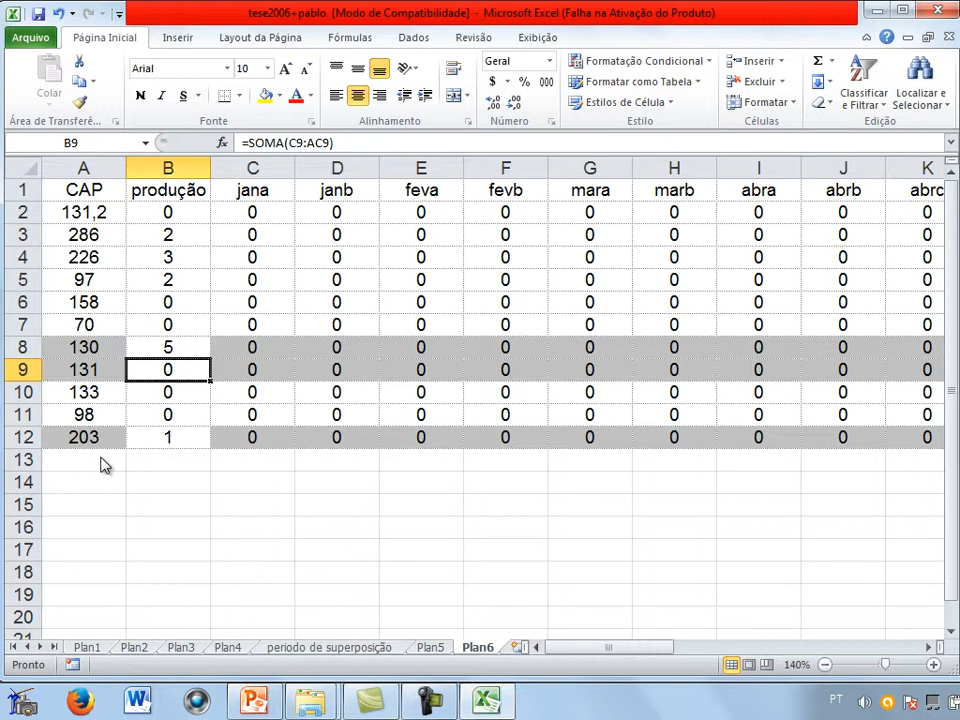 tese2006+pablo [Modo de Compatibilidade] - Microsoft Excel (Falha na Ativação do Produto)
Arquivo Página Inicial Inserir Layout da Página Fórmulas Dados Revisão Exibição
Colar
Arial 10
N I S
A A
Geral
$ % 000
Formatação Condicional
Formatar como Tabela
Estilos de Célula
Inserir
Excluir
Formatar
Σ
Classificar e Filtrar
Localizar e Selecionar
Área de Transferê... Fonte Alinhamento Número Estilo Células Edição
B9 fx =SOMA(C9:AC9)
A B C D E F G H I J K
1 CAP produção jana janb feva fevb mara marb abra abrb abrc
2 131,2 0 0 0 0 0 0 0 0 0 0
3 286 2 0 0 0 0 0 0 0 0 0
4 226 3 0 0 0 0 0 0 0 0 0
5 97 2 0 0 0 0 0 0 0 0 0
6 158 0 0 0 0 0 0 0 0 0 0
7 70 0 0 0 0 0 0 0 0 0 0
8 130 5 0 0 0 0 0 0 0 0 0
9 131 0 0 0 0 0 0 0 0 0 0
10 133 0 0 0 0 0 0 0 0 0 0
11 98 0 0 0 0 0 0 0 0 0 0
12 203 1 0 0 0 0 0 0 0 0 0
13
14
15
16
17
18
19
20
21
Plan1 Plan2 Plan3 Plan4 periodo de superposição Plan5 Plan6
Pronto 140%
PT